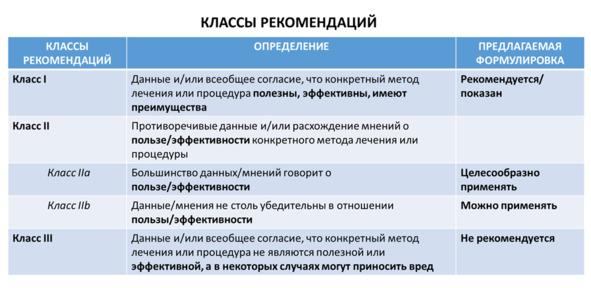 КЛАССЫ РЕКОМЕНДАЦИЙ
КЛАССЫ РЕКОМЕНДАЦИЙ
ОПРЕДЕЛЕНИЕ
ПРЕДЛАГАЕМАЯ ФОРМУЛИРОВКА
Класс I
Данные и/или всеобщее согласие, что конкретный метод
лечения или процедура полезны, эффективны, имеют
преимущества
Рекомендуется/
показан
Класс II
Противоречивые данные и/или расхождение мнений о
пользе/эффективности конкретного метода лечения или
процедуры
Класс IIa
Большинство данных/мнений говорит о
пользе/эффективности
Целесообразно
применять
Класс IIb
Данные/мнения не столь убедительны в отношении
пользы/эффективности
Можно применять
Класс III
Данные и/или всеобщее согласие, что конкретный метод
лечения или процедура не являются полезной или
эффективной, а в некоторых случаях могут приносить вред
Не рекомендуется